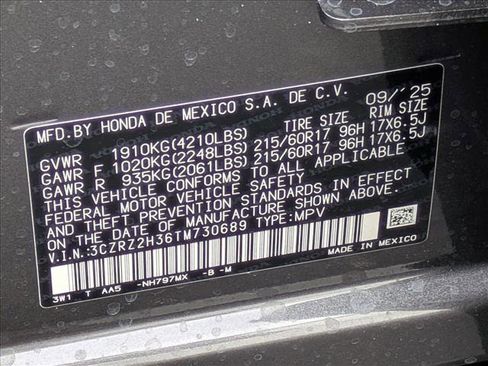 MFD.BY HONDA DE MEXICO S.A. DE C.V. 09/'25
TIRE SIZE RIM SIZE
GVWR 1910KG(4210LBS)
GAWR F 1020KG(2248LBS) 215/60R17 96H 17X6.5J
GAWR R 935KG(2061LBS) 215/60R17 96H 17X6.5J
THIS VEHICLE CONFORMS TO ALL APPLICABLE
FEDERAL MOTOR VEHICLE SAFETY
AND THEFT PREVENTION STANDARDS IN EFFECT
ON THE DATE OF MANUFACTURE SHOWN ABOVE.
V.I.N.:3CZRZ2H36TM730689 TYPE:MPV
MADE IN MEXICO
3W1 T AA5 -NH797MX -B -M